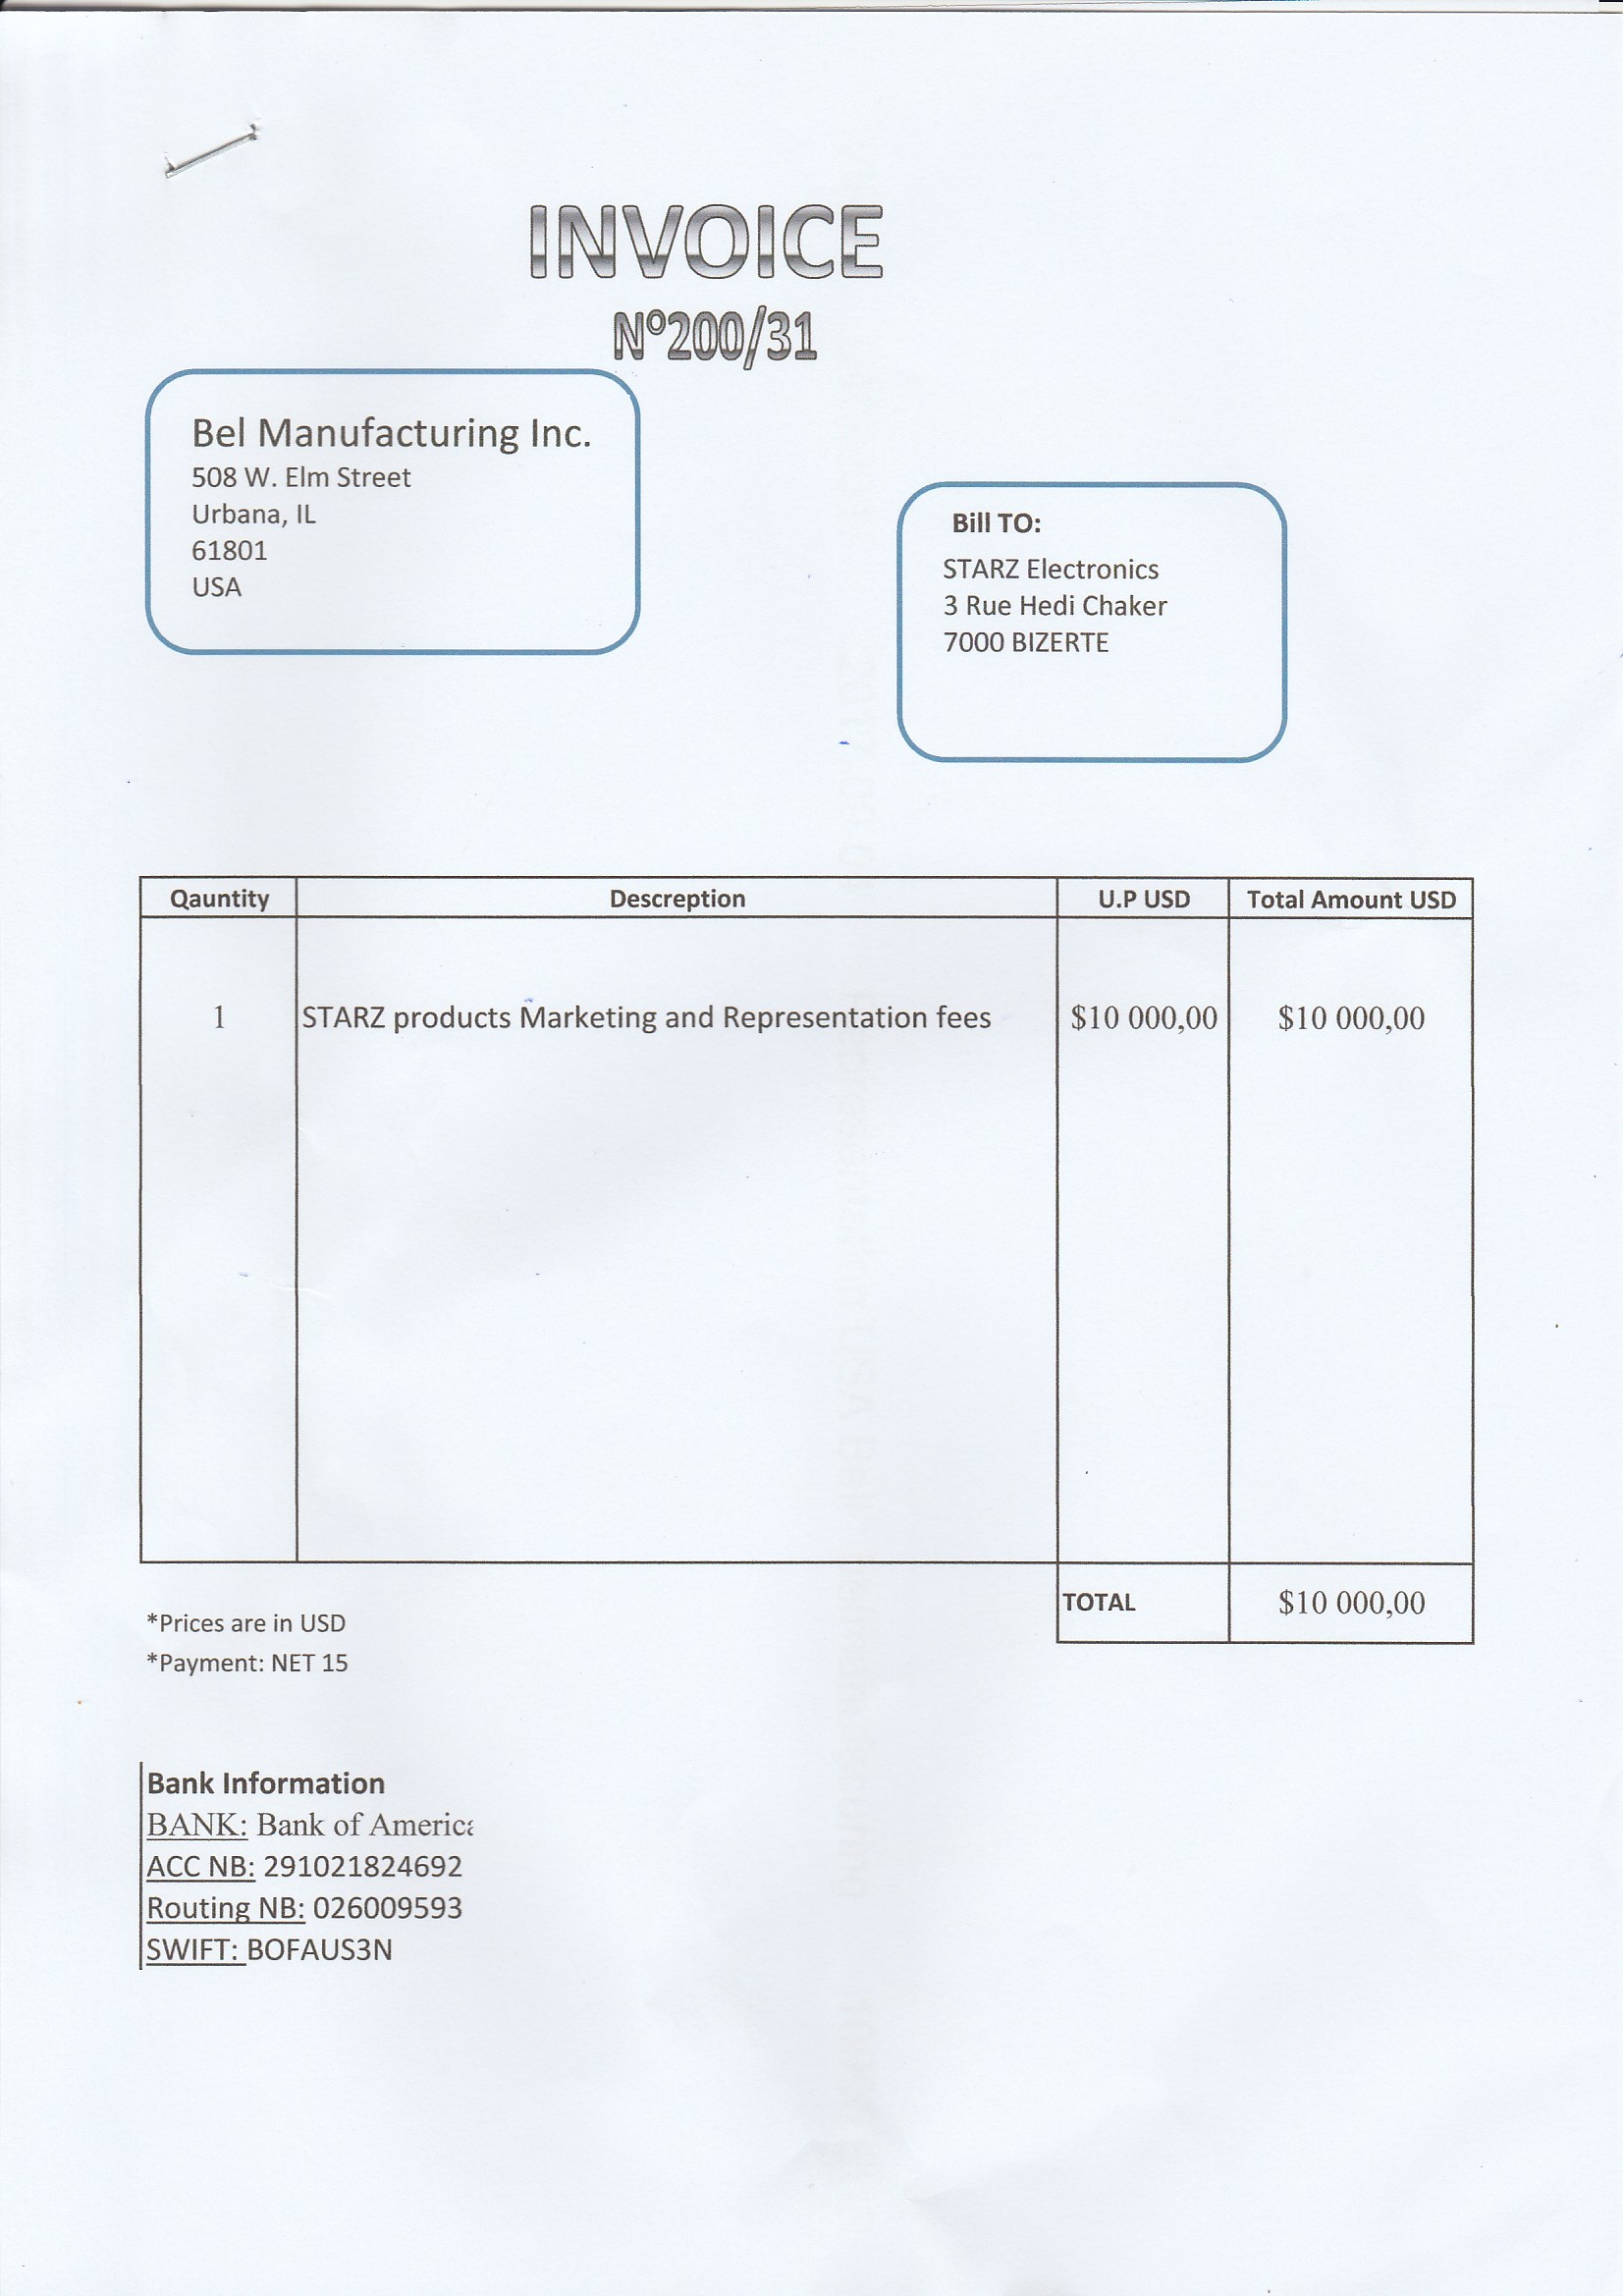 INVOICE
N°200/31
Bel Manufacturing Inc.
508 W. Elm Street
Urbana, IL
61801
USA
Bill TO:
STARZ Electronics
3 Rue Hedi Chaker
7000 BIZERTE
Qauntity Descreption U.P USD Total Amount USD
1 STARZ products Marketing and Representation fees $10 000,00 $10 000,00
TOTAL $10 000,00
*Prices are in USD
*Payment: NET 15
Bank Information
BANK: Bank of America
ACC NB: 291021824692
Routing NB: 026009593
SWIFT: BOFAUS3N